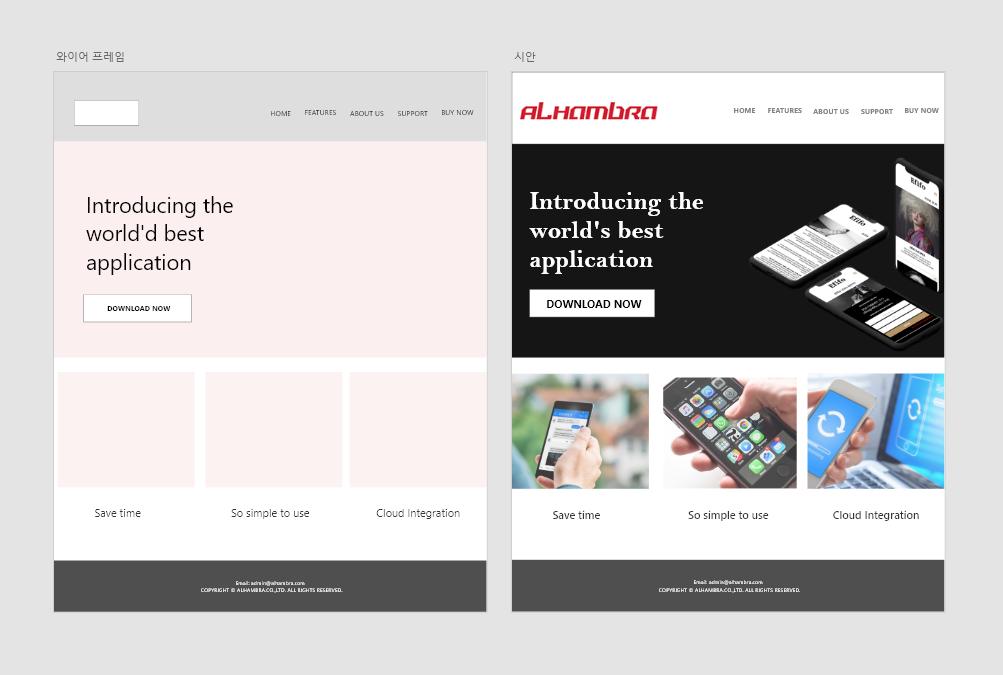 와이어 프레임
HOME FEATURES ABOUT US SUPPORT BUY NOW
Introducing the
world'd best
application
DOWNLOAD NOW
Save time
So simple to use
Cloud Integration
Email: admin@alhambra.com
COPYRIGHT © ALHAMBRA.CO.,LTD. ALL RIGHTS RESERVED.
시안
ALHambra
HOME FEATURES ABOUT US SUPPORT BUY NOW
Introducing the
world's best
application
DOWNLOAD NOW
Efifo
Efifo
Efifo
Save time
So simple to use
Cloud Integration
Email: admin@alhambra.com
COPYRIGHT © ALHAMBRA.CO.,LTD. ALL RIGHTS RESERVED.